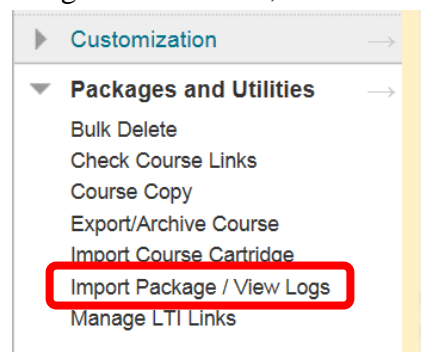 Customization
Packages and Utilities
Bulk Delete
Check Course Links
Course Copy
Export/Archive Course
Import Course Cartridge
Import Package / View Logs
Manage LTI Links